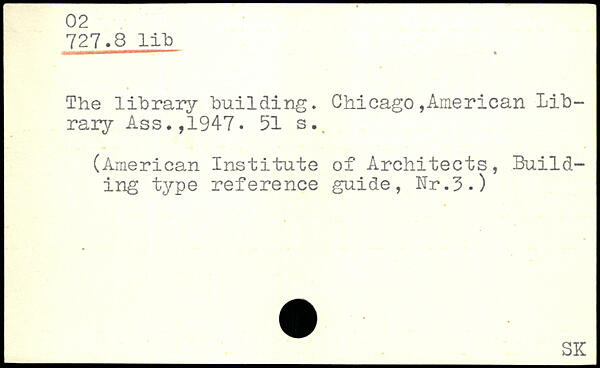 02
727.8 lib
The library building. Chicago,American Lib-
rary Ass.,1947. 51 s.
(American Institute of Architects, Build-
ing type reference guide, Nr.3.)
SK